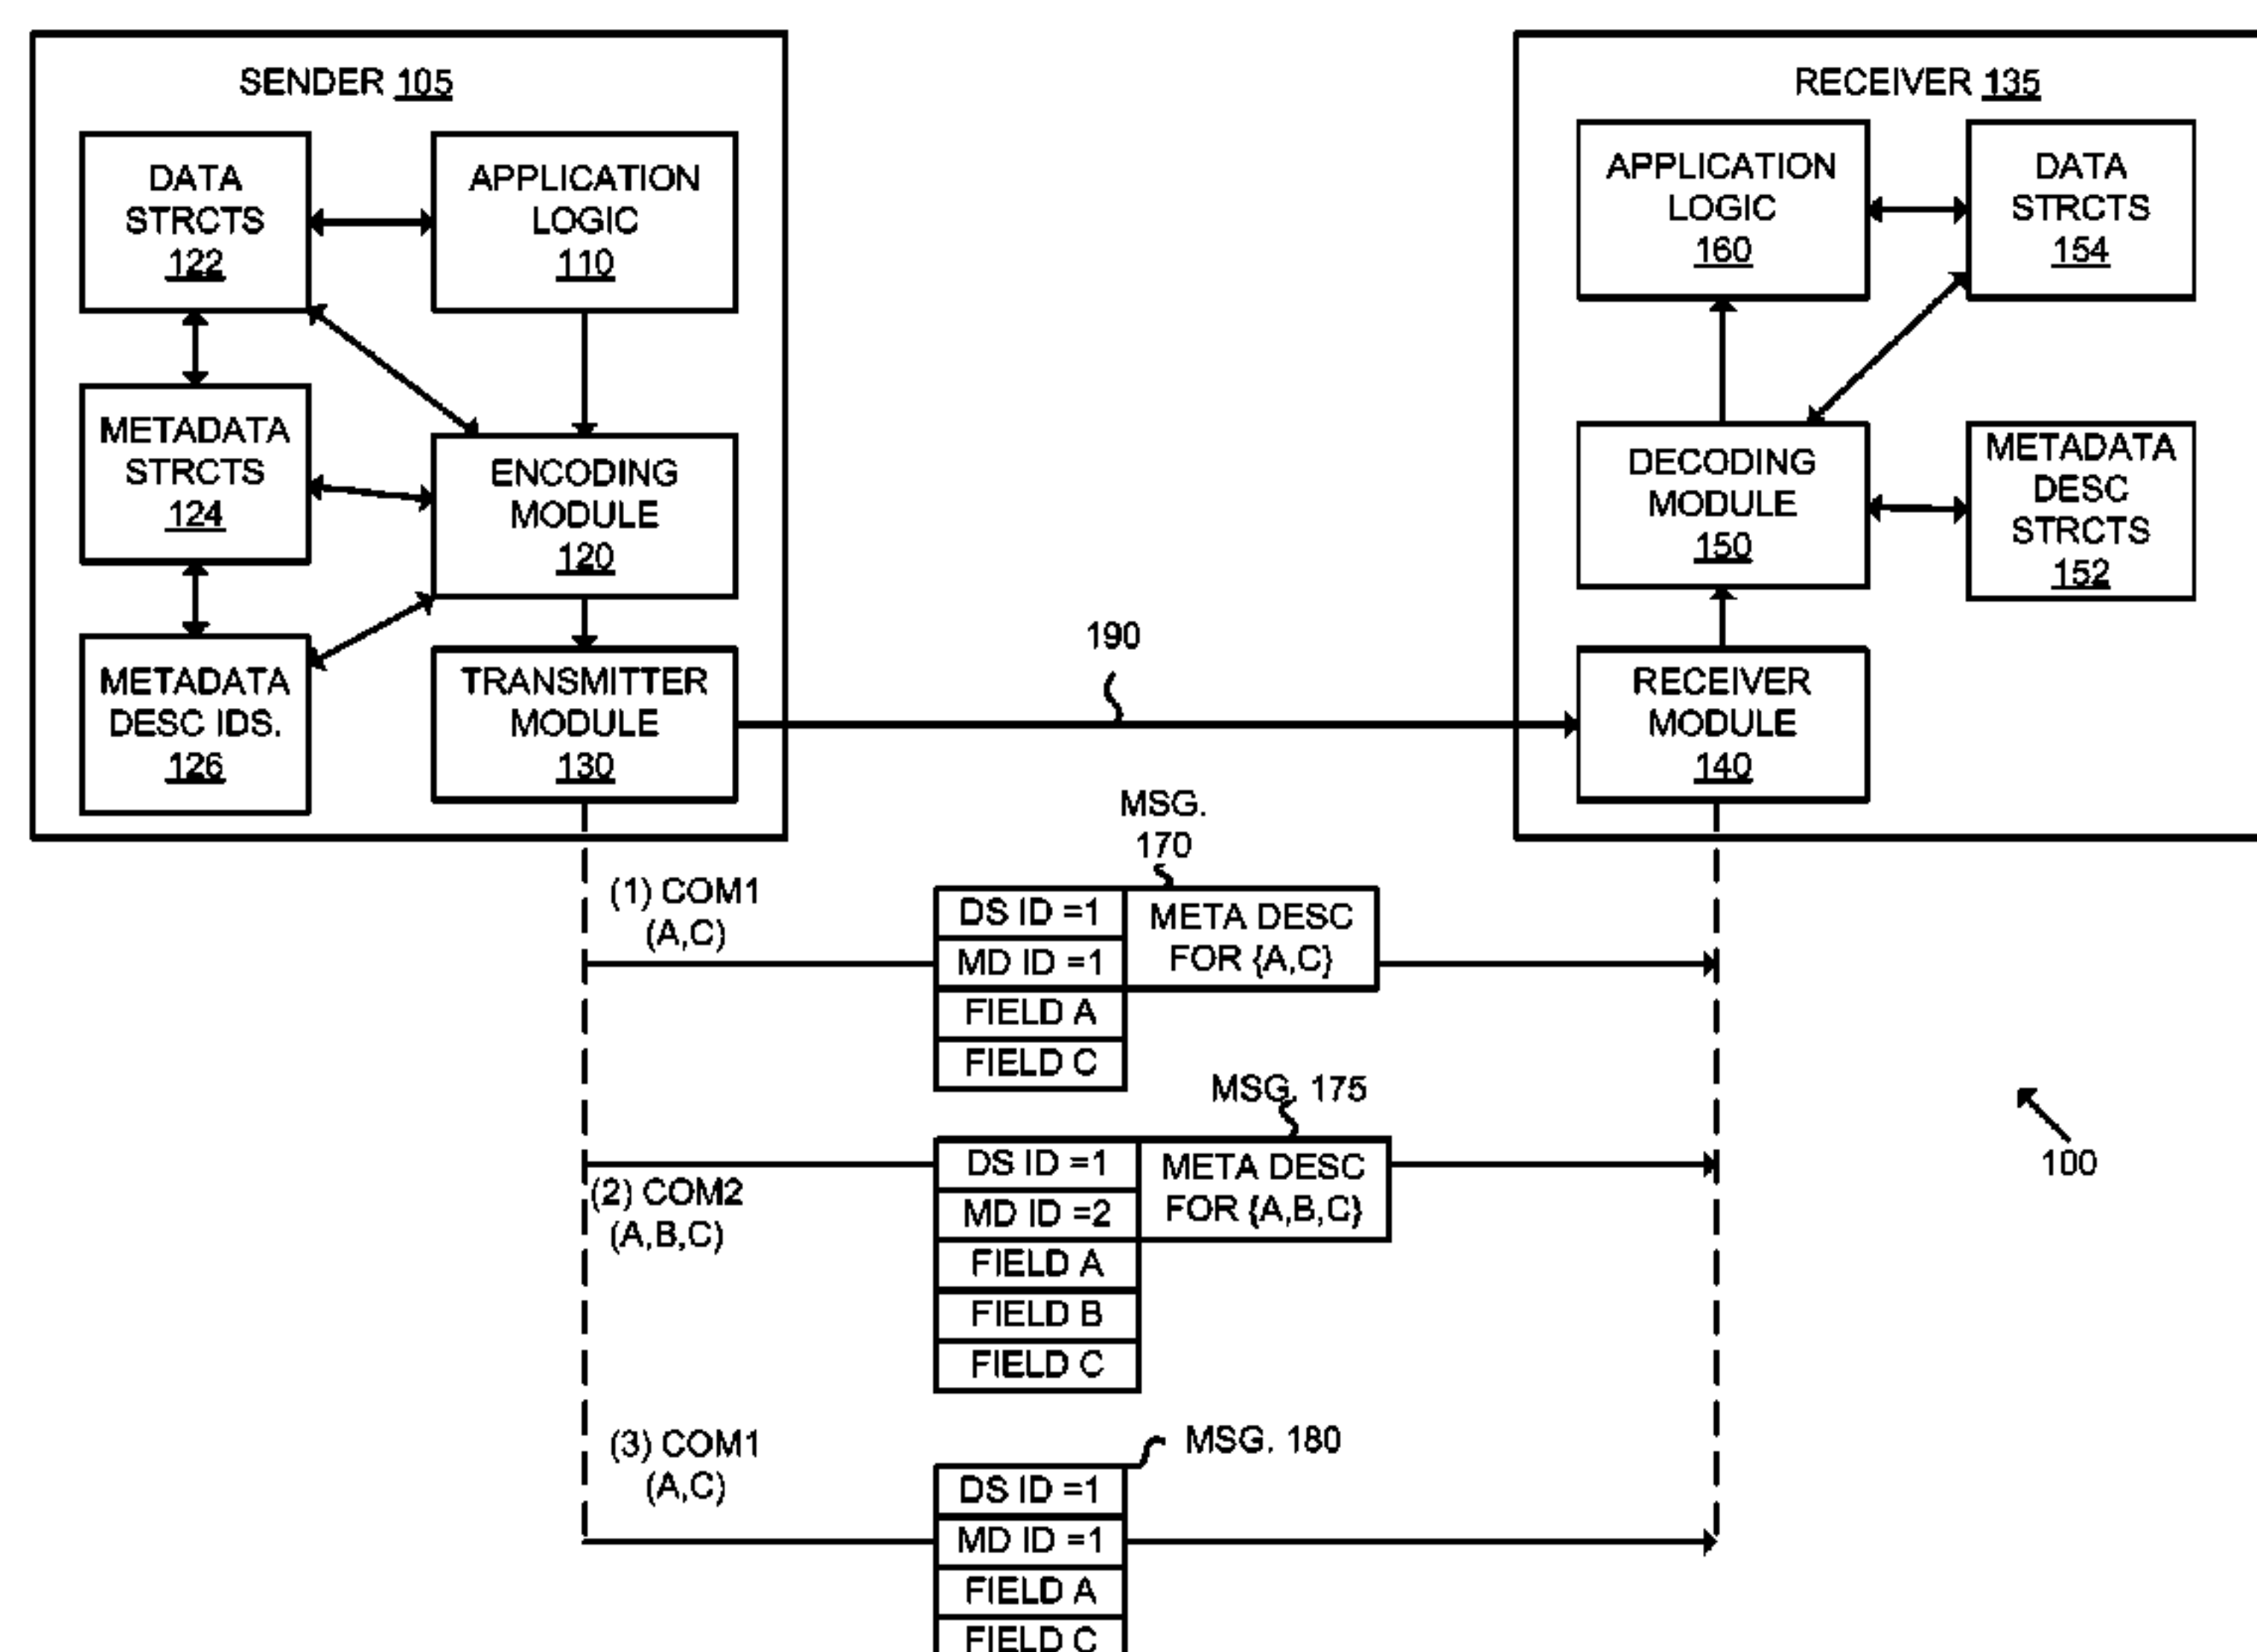 SENDER 105
DATA
STRCTS
122
APPLICATION
LOGIC
110
METADATA
STRCTS
124
ENCODING
MODULE
120
METADATA
DESC IDS.
126
TRANSMITTER
MODULE
130
190
RECEIVER 135
APPLICATION
LOGIC
160
DATA
STRCTS
154
DECODING
MODULE
150
METADATA
DESC
STRCTS
152
RECEIVER
MODULE
140
MSG.
170
(1) COM1
(A,C)
DS ID =1
MD ID =1
FIELD A
FIELD C
META DESC
FOR {A,C}
MSG. 175
(2) COM2
(A,B,C)
DS ID =1
MD ID =2
FIELD A
FIELD B
FIELD C
META DESC
FOR {A,B,C}
100
(3) COM1
(A,C)
MSG. 180
DS ID =1
MD ID =1
FIELD A
FIELD C